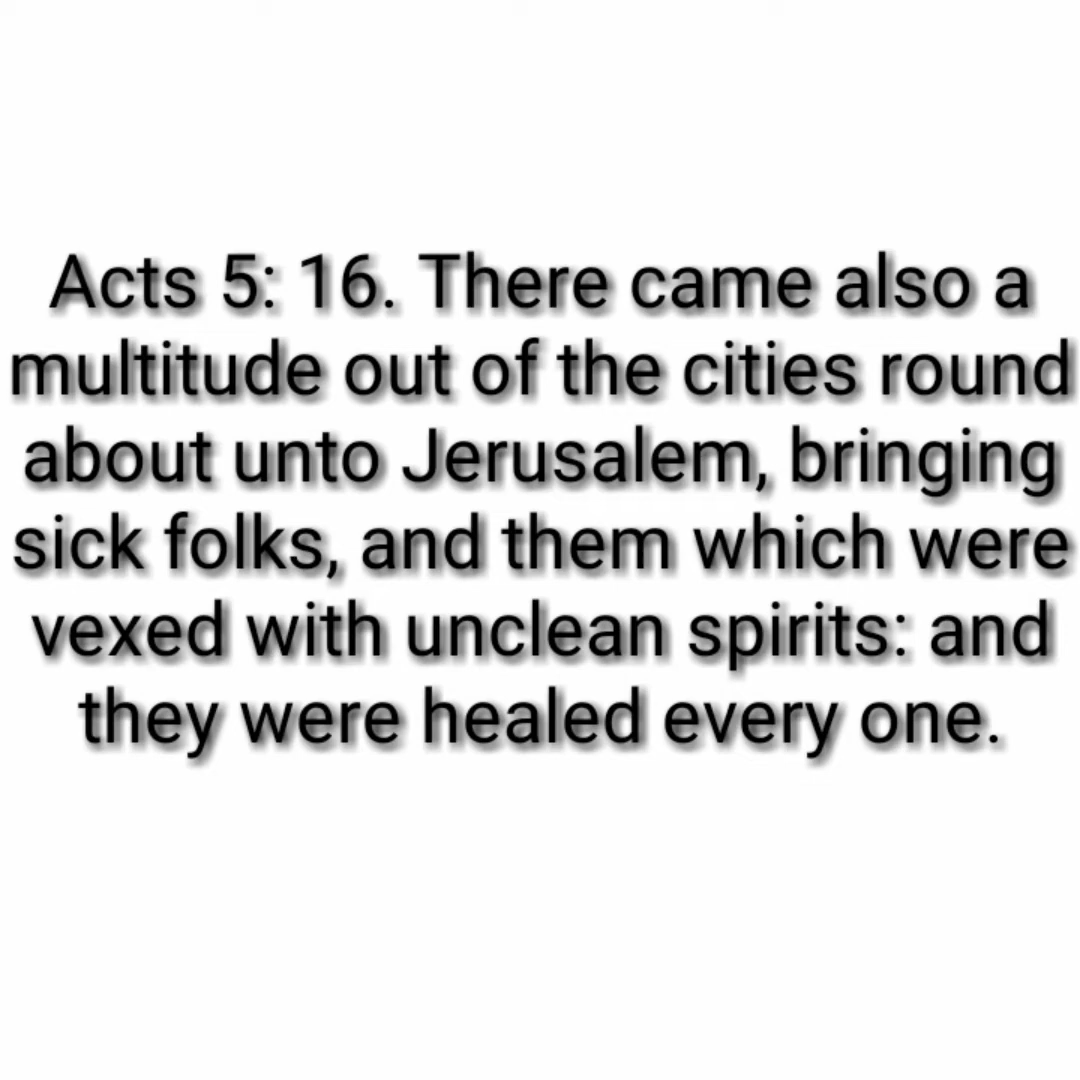 Acts 5: 16. There came also a
multitude out of the cities round
about unto Jerusalem, bringing
sick folks, and them which were
vexed with unclean spirits: and
they were healed every one.